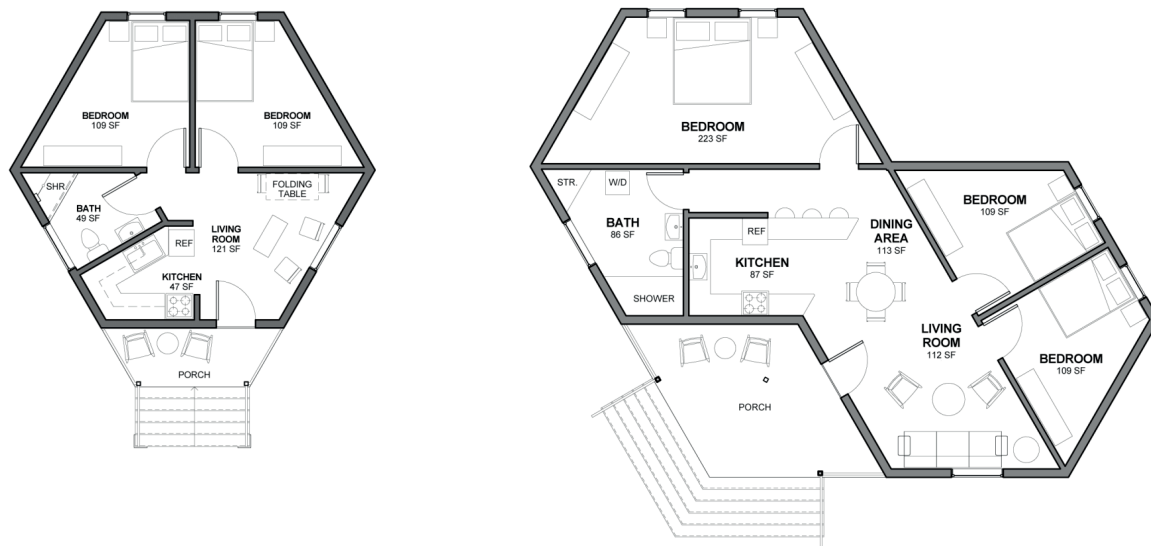 BEDROOM
109 SF
BEDROOM
109 SF
SHR.
FOLDING
TABLE
BATH
49 SF
LIVING
ROOM
121 SF
REF
KITCHEN
47 SF
PORCH
BEDROOM
223 SF
STR.
W/D
BATH
86 SF
REF
KITCHEN
87 SF
SHOWER
DINING
AREA
113 SF
BEDROOM
109 SF
LIVING
ROOM
112 SF
BEDROOM
109 SF
PORCH